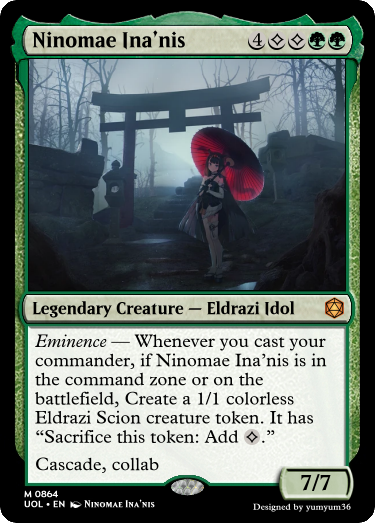 Ninomae Ina'nis 4
Legendary Creature — Eldrazi Idol
Eminence — Whenever you cast your
commander, if Ninomae Ina'nis is in
the command zone or on the
battlefield, Create a 1/1 colorless
Eldrazi Scion creature token. It has
“Sacrifice this token: Add ◇.”
Cascade, collab
7/7
M 0864
UOL • EN Ninomae Ina'nis
Designed by yumyum36